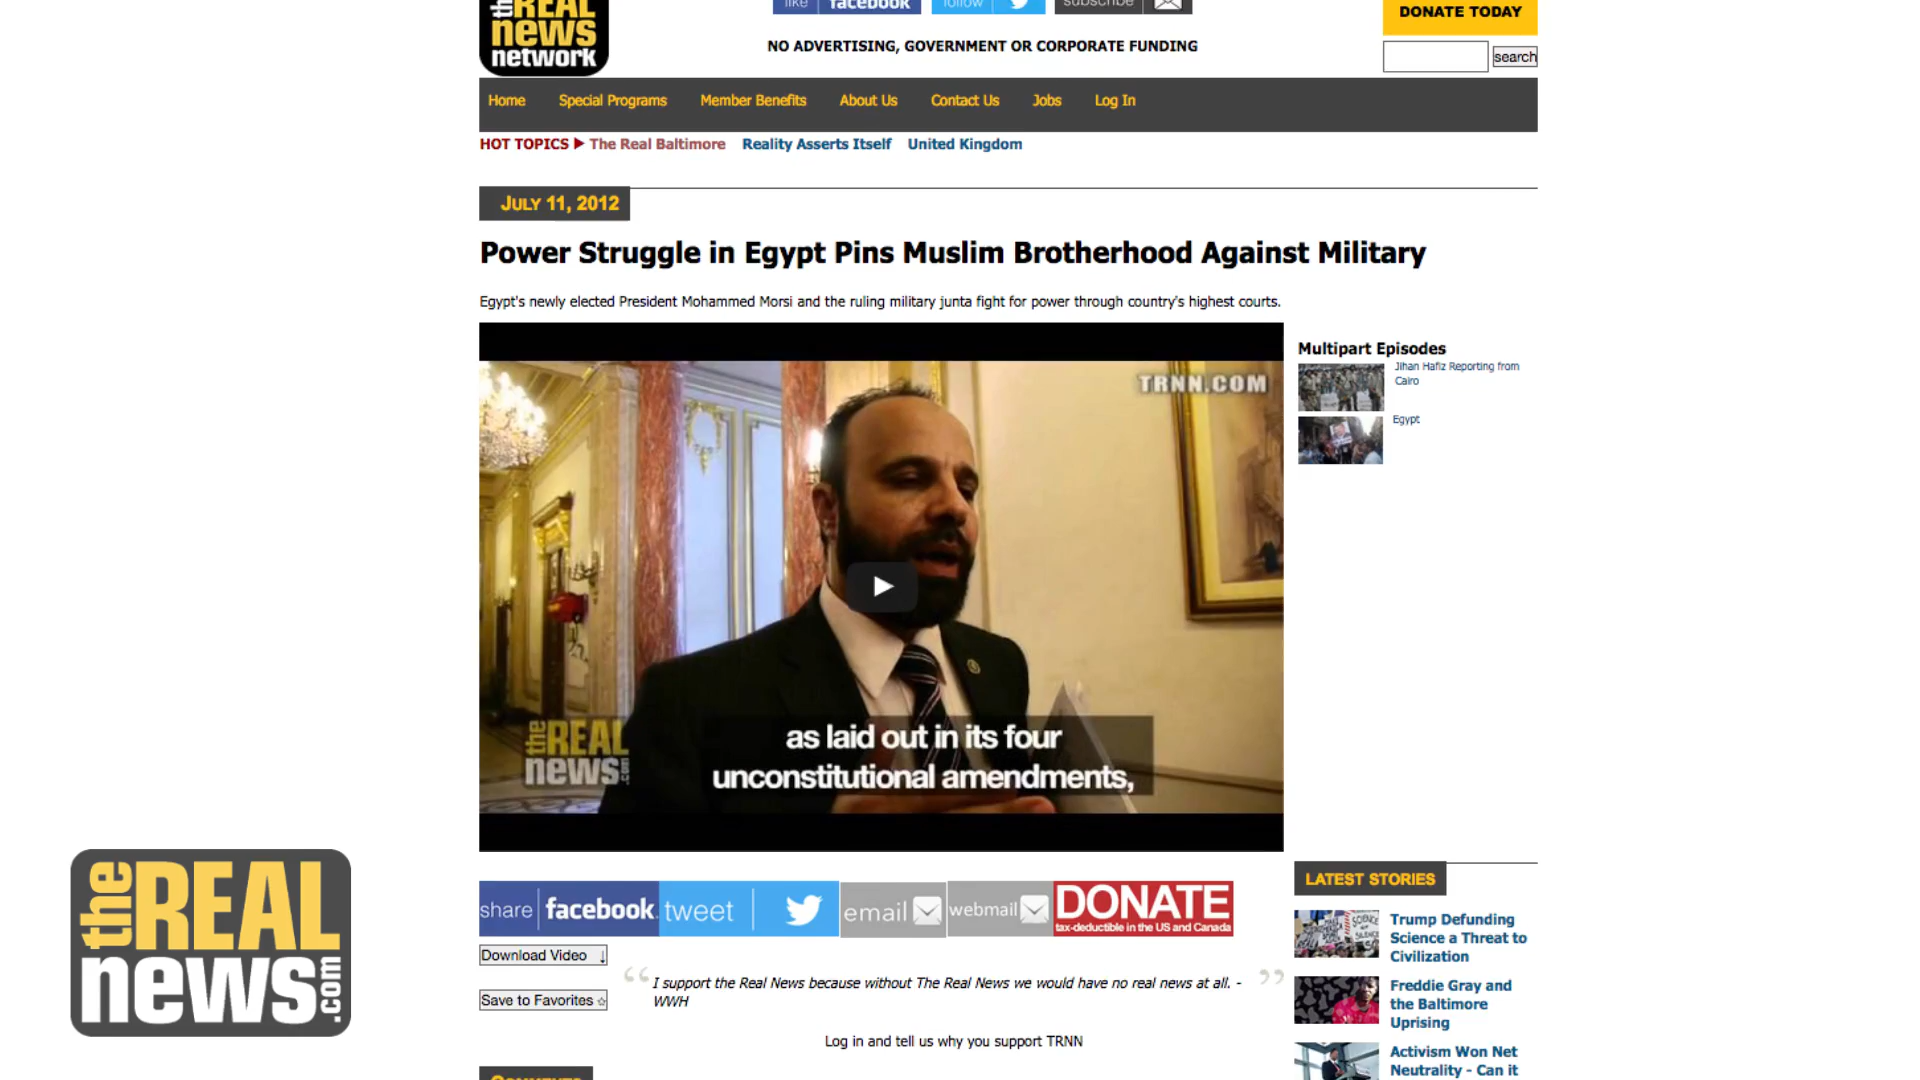 the REAL
news
network
like facebook
follow
subscribe
DONATE TODAY
NO ADVERTISING, GOVERNMENT OR CORPORATE FUNDING
search
Home Special Programs Member Benefits About Us Contact Us Jobs Log In
HOT TOPICS The Real Baltimore Reality Asserts Itself United Kingdom
JULY 11, 2012
Power Struggle in Egypt Pins Muslim Brotherhood Against Military
Egypt's newly elected President Mohammed Morsi and the ruling military junta fight for power through country's highest courts.
TRNN.COM
the REAL
news.com
as laid out in its four
unconstitutional amendments,
Multipart Episodes
Jihan Hafiz Reporting from
Cairo
Egypt
share facebook tweet email webmail DONATE
tax-deductible in the US and Canada
Download Video ↓
Save to Favorites ☆
“ I support the Real News because without The Real News we would have no real news at all. - ”
WWH
Log in and tell us why you support TRNN
COMMENTS
LATEST STORIES
Trump Defunding
Science a Threat to
Civilization
Freddie Gray and
the Baltimore
Uprising
Activism Won Net
Neutrality - Can it
the REAL
news.com